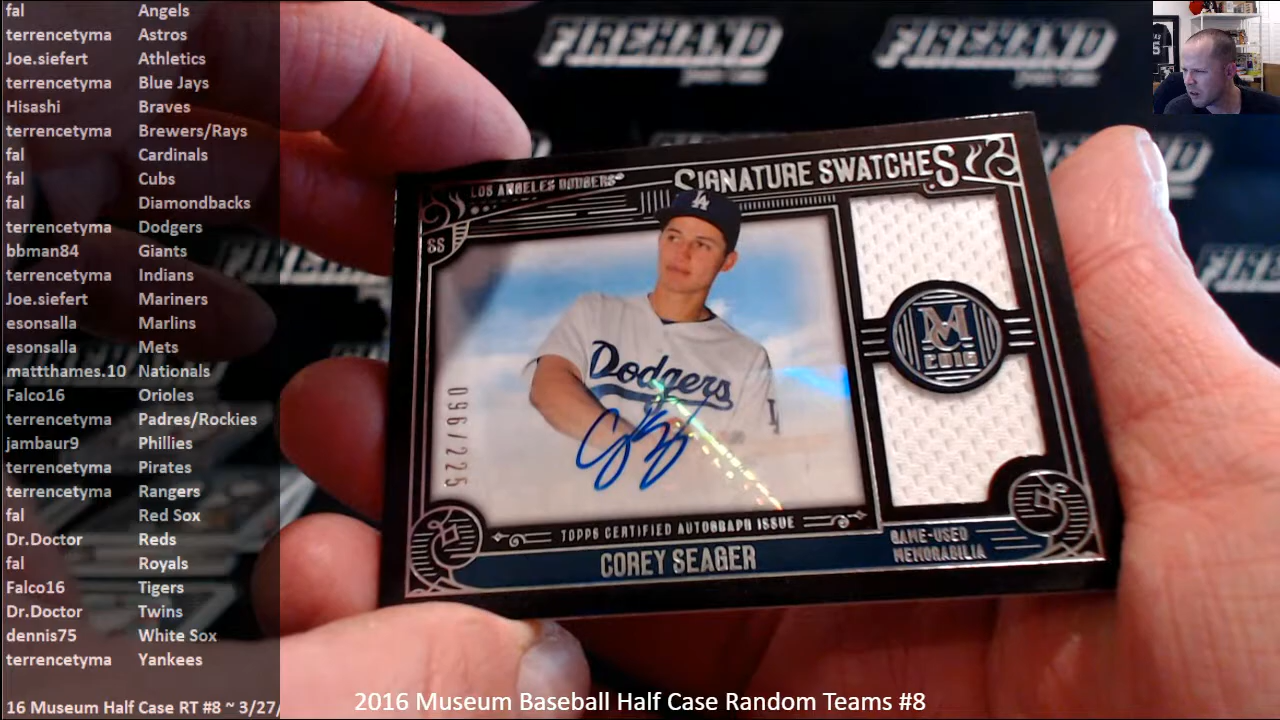 fal Angels
terrencetyma Astros
Joe.siefert Athletics
terrencetyma Blue Jays
Hisashi Braves
terrencetyma Brewers/Rays
fal Cardinals
fal Cubs
fal Diamondbacks
terrencetyma Dodgers
bbman84 Giants
terrencetyma Indians
Joe.siefert Mariners
esonsalla Marlins
esonsalla Mets
mattthames.10 Nationals
Falco16 Orioles
terrencetyma Padres/Rockies
jambaur9 Phillies
terrencetyma Pirates
terrencetyma Rangers
fal Red Sox
Dr.Doctor Reds
fal Royals
Falco16 Tigers
Dr.Doctor Twins
dennis75 White Sox
terrencetyma Yankees
16 Museum Half Case RT #8 ~ 3/27/
FIREHAND FIREHAND
LOS ANGELES DODGERS SIGNATURE SWATCHES
SS
LA
Dodgers
LA
M
2016
096/225
TOPPS CERTIFIED AUTOGRAPH ISSUE
COREY SEAGER
GAME-USED
MEMORABILIA
2016 Museum Baseball Half Case Random Teams #8